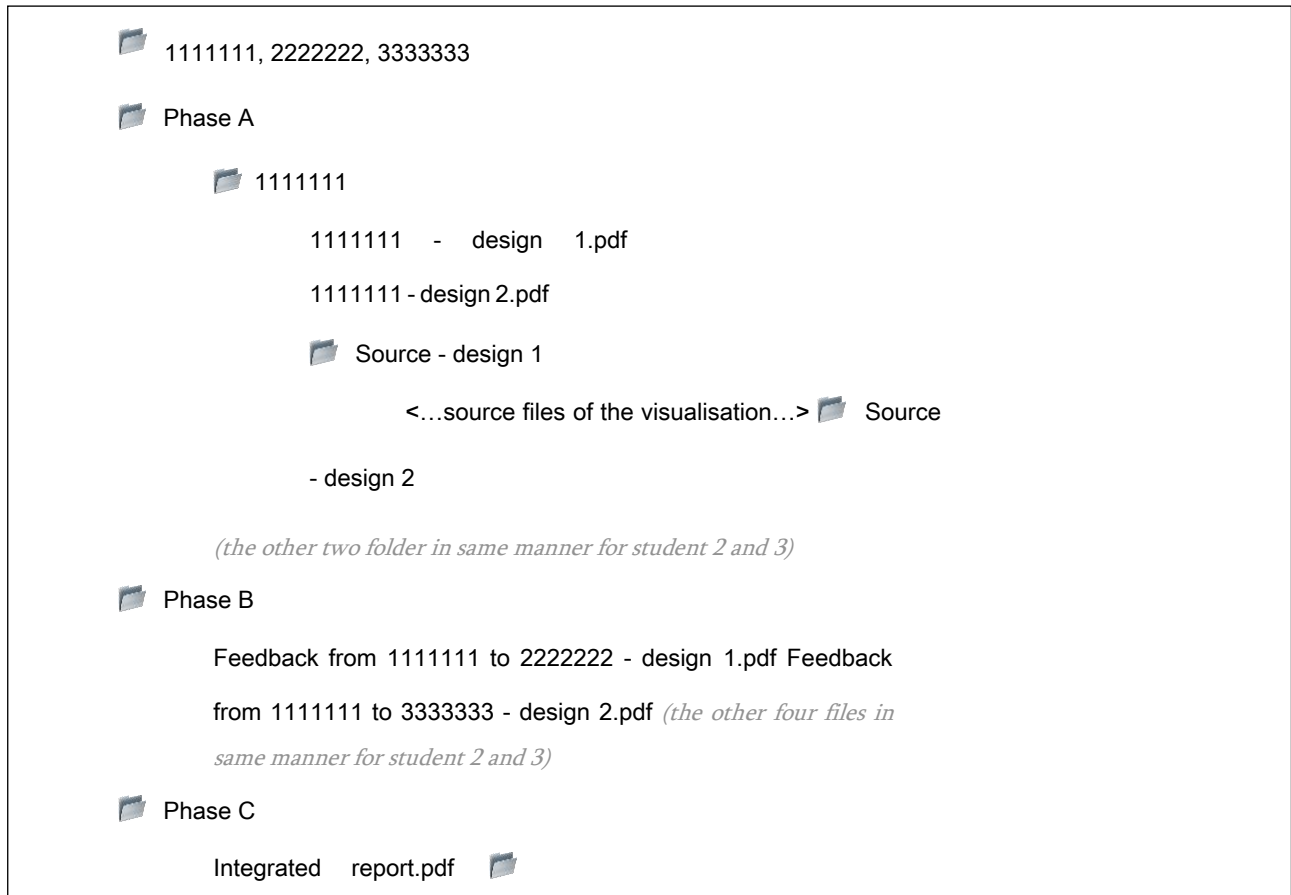 1111111, 2222222, 3333333
Phase A
1111111
1111111 - design 1.pdf
1111111 - design 2.pdf
Source - design 1
<…source files of the visualisation…> Source
- design 2
(the other two folder in same manner for student 2 and 3)
Phase B
Feedback from 1111111 to 2222222 - design 1.pdf Feedback
from 1111111 to 3333333 - design 2.pdf (the other four files in
same manner for student 2 and 3)
Phase C
Integrated report.pdf